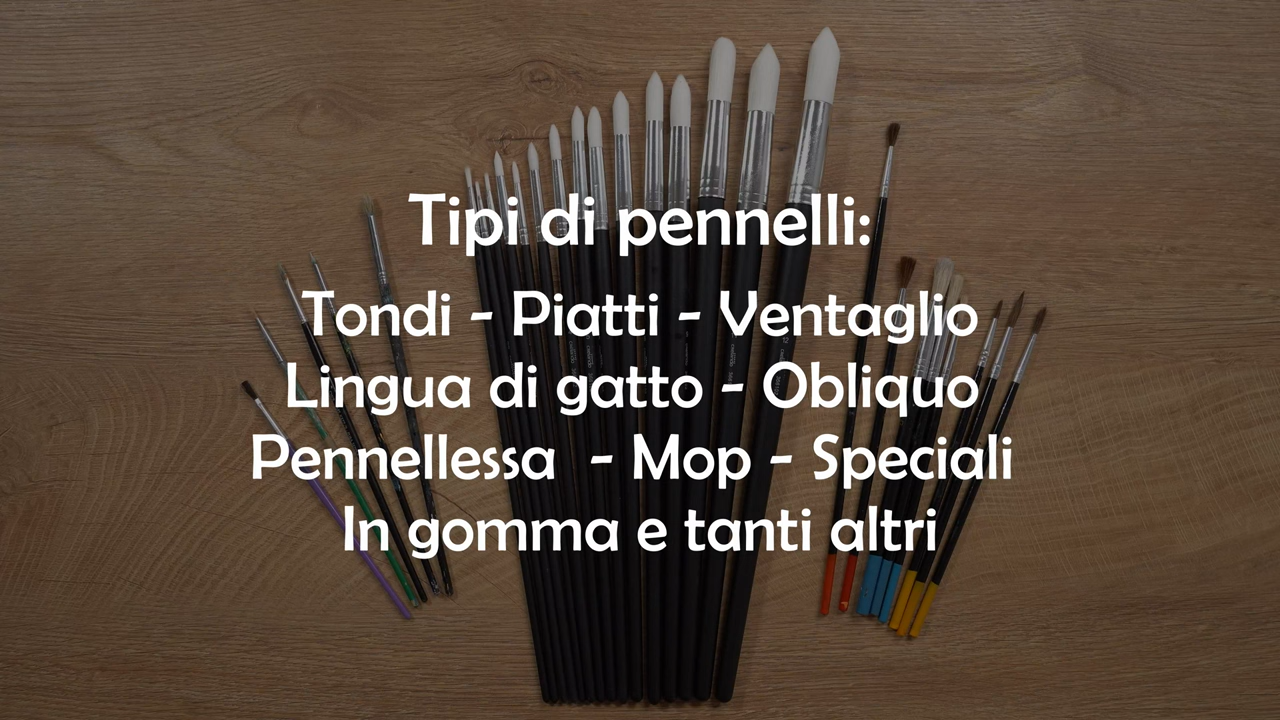 Tipi di pennelli:
Tondi - Piatti - Ventaglio
Lingua di gatto - Obliquo
Pennellessa - Mop - Speciali
In gomma e tanti altri